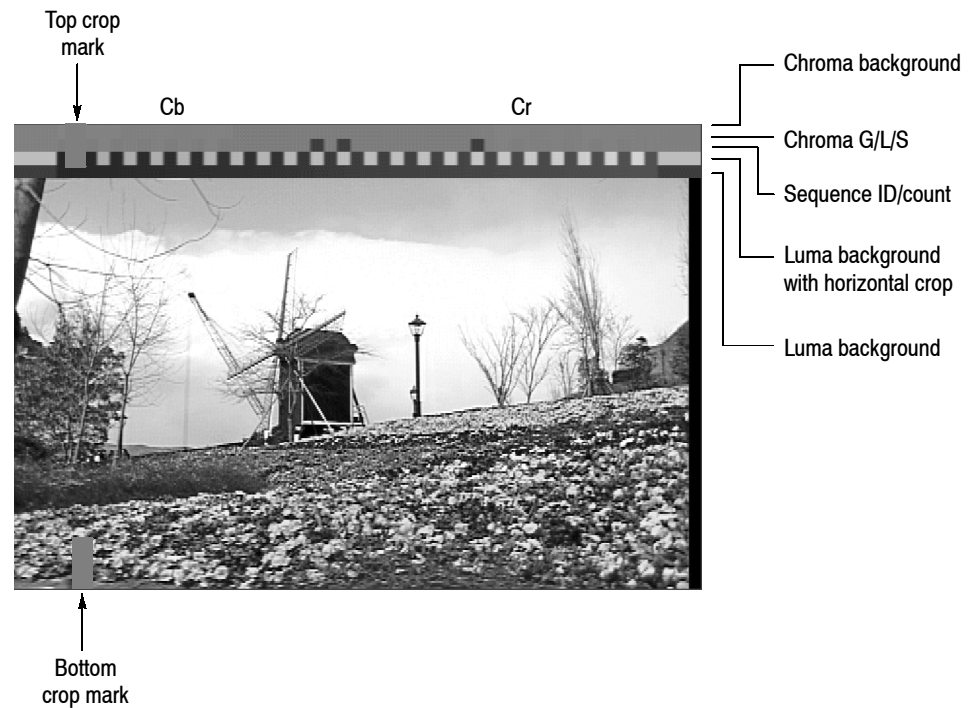 Top crop
mark
Cb
Cr
Chroma background
Chroma G/L/S
Sequence ID/count
Luma background
with horizontal crop
Luma background
Bottom
crop mark